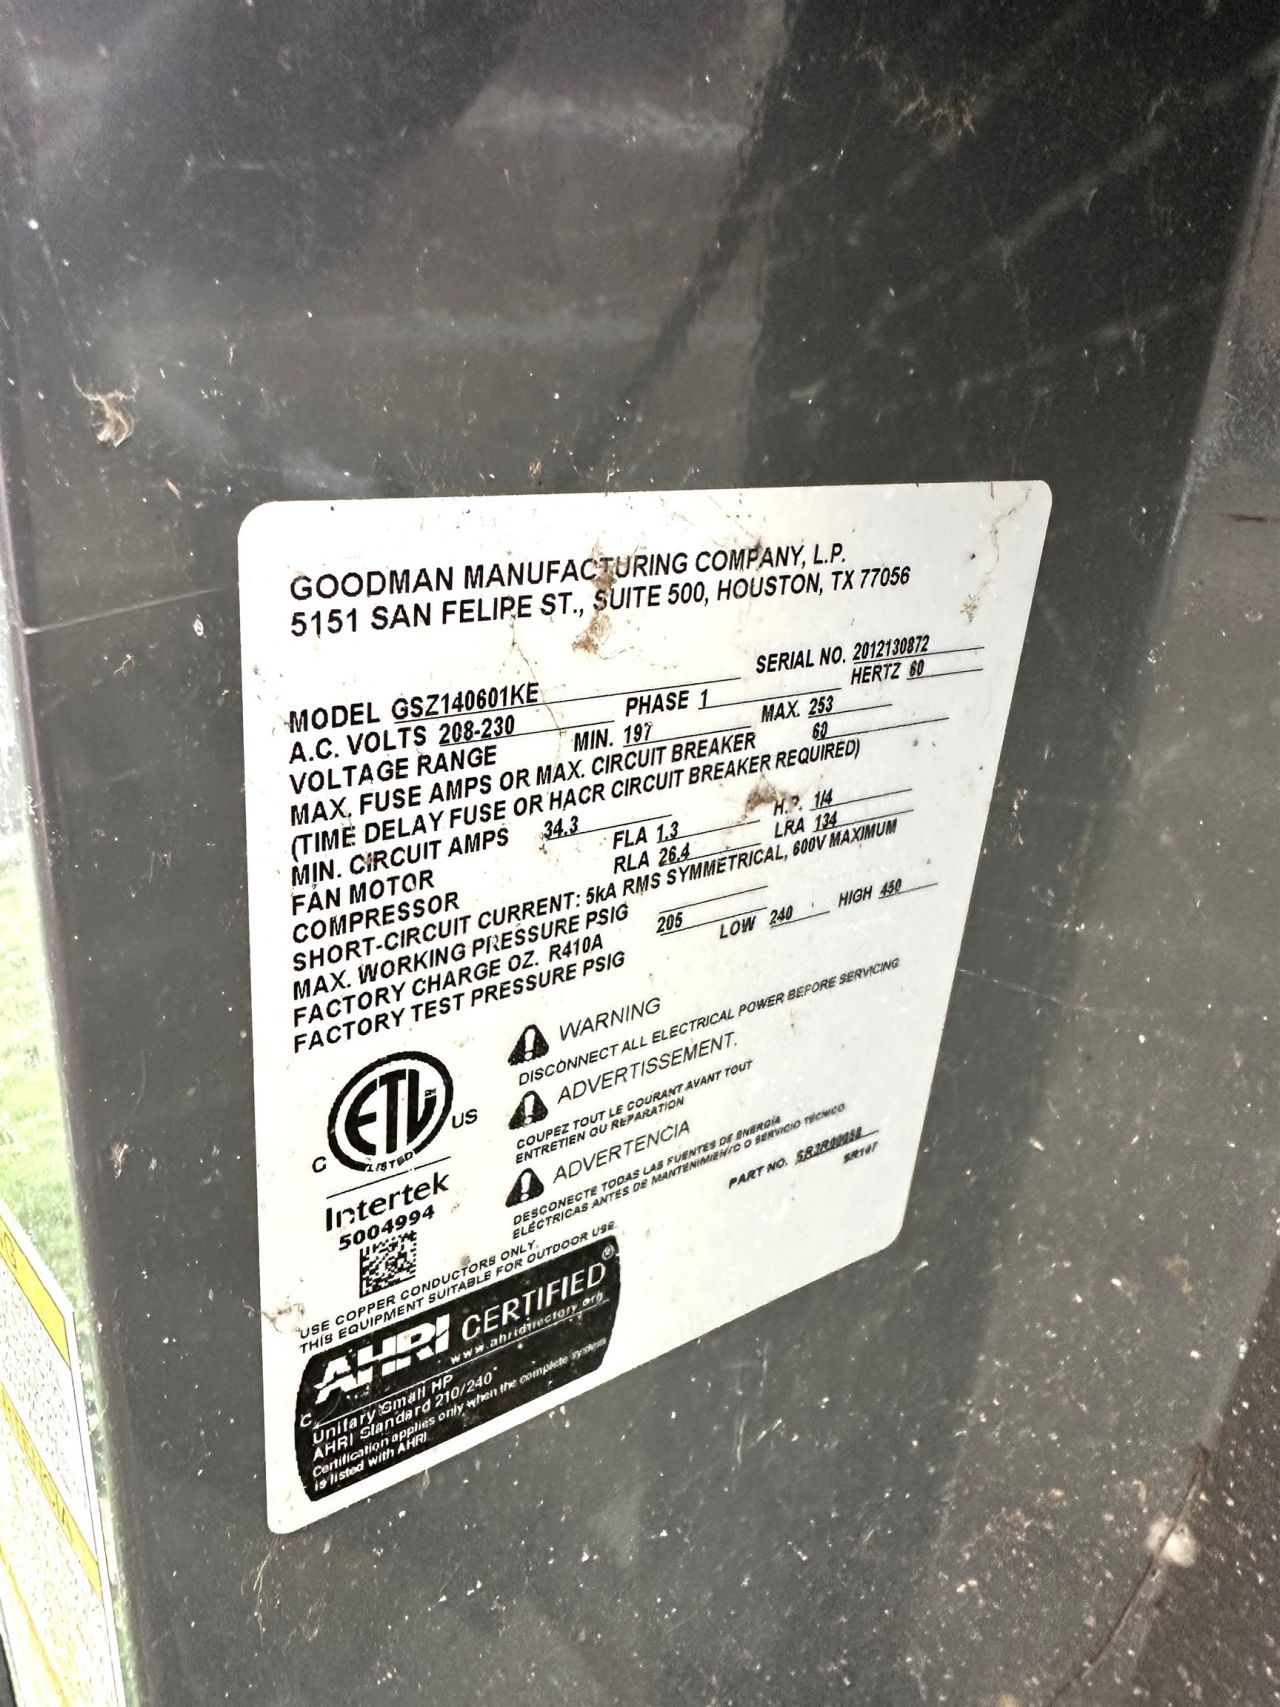 GOODMAN MANUFACTURING COMPANY, L.P.
5151 SAN FELIPE ST., SUITE 500, HOUSTON, TX 77056
SERIAL NO. 2012130872
MODEL GSZ140601KE
HERTZ 60
A.C. VOLTS 208-230 PHASE 1
VOLTAGE RANGE MIN. 197 MAX. 253
MAX. FUSE AMPS OR MAX. CIRCUIT BREAKER 60
(TIME DELAY FUSE OR HACR CIRCUIT BREAKER REQUIRED)
MIN. CIRCUIT AMPS 34.3
FAN MOTOR FLA 1.3 H.P. 1/4
COMPRESSOR RLA 26.4 LRA 134
SHORT-CIRCUIT CURRENT: 5kA RMS SYMMETRICAL, 600V MAXIMUM
MAX. WORKING PRESSURE PSIG
FACTORY CHARGE OZ. R410A 205
FACTORY TEST PRESSURE PSIG LOW 240 HIGH 450
WARNING
DISCONNECT ALL ELECTRICAL POWER BEFORE SERVICING
ADVERTISSEMENT.
COUPEZ TOUT LE COURANT AVANT TOUT
ENTRETIEN OU REPARATION
ADVERTENCIA
DESCONECTE TODAS LAS FUENTES DE ENERGÍA
ELÉCTRICAS ANTES DE MANTENIMIENTO O SERVICIO TÉCNICO
PART NO.
SR107
C ETL US
LISTED
Intertek
5004994
USE COPPER CONDUCTORS ONLY.
THIS EQUIPMENT SUITABLE FOR OUTDOOR USE.
AHRI CERTIFIED®
www.ahridirectory.org
Unitary Small HP
AHRI Standard 210/240
Certification applies only when the complete system
is listed with AHRI.